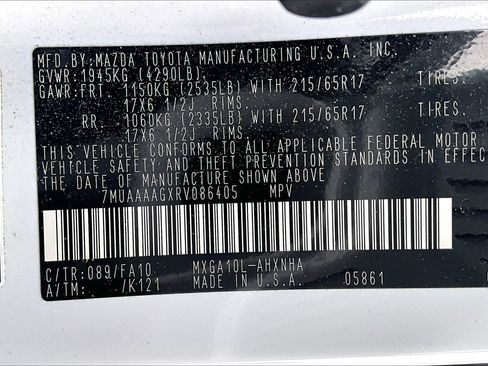 MFD.BY:MAZDA TOYOTA MANUFACTURING U.S.A. INC.
GVWR:1945KG (4290LB)
GAWR:FRT. 1150KG (2535LB) WITH 215/65R17 TIRES.
17X6 1/2J RIMS.
RR. 1060KG (2335LB) WITH 215/65R17 TIRES.
17X6 1/2J RIMS.
THIS VEHICLE CONFORMS TO ALL APPLICABLE FEDERAL MOTOR
VEHICLE SAFETY AND THEFT PREVENTION STANDARDS IN EFFECT
THE DATE OF MANUFACTURE SHOWN ABOVE
7MUAAAAGXRV086405 MPV
C/TR:089/FA10 MXGA10L-AHXNHA
A/TM: /K121 MADE IN U.S.A. 05861